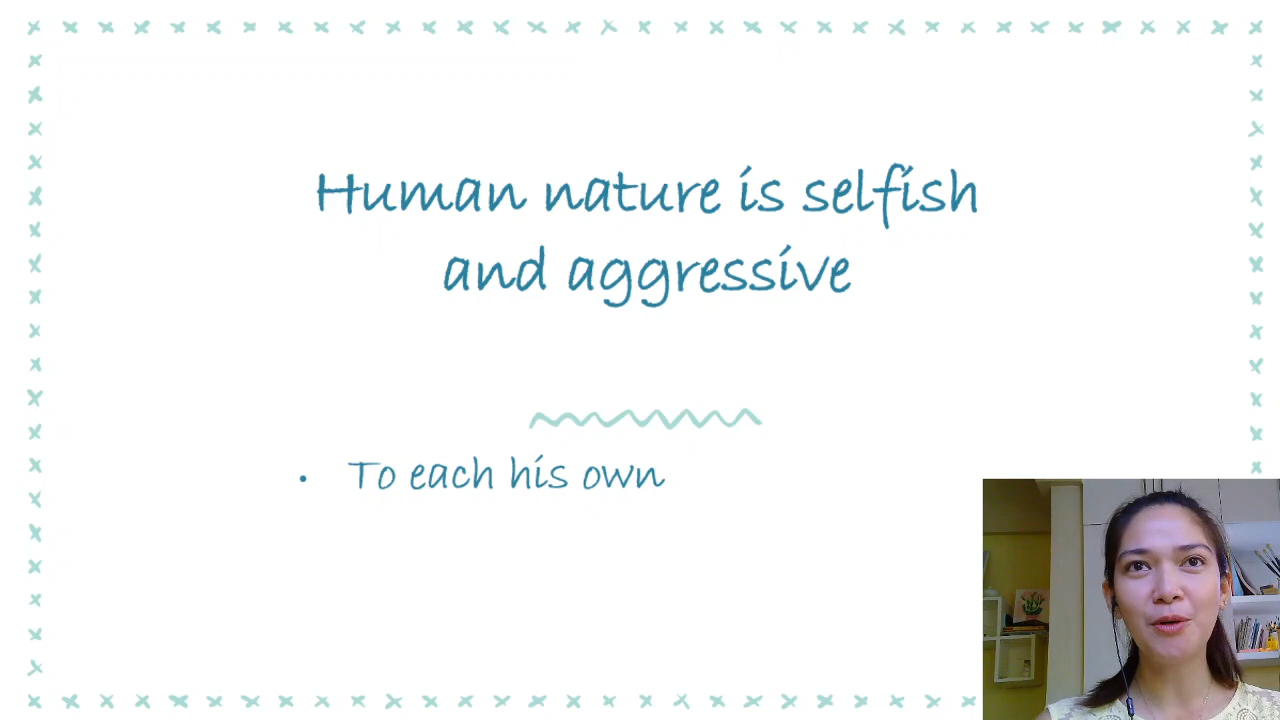 Human nature is selfish
and aggressive
• To each his own